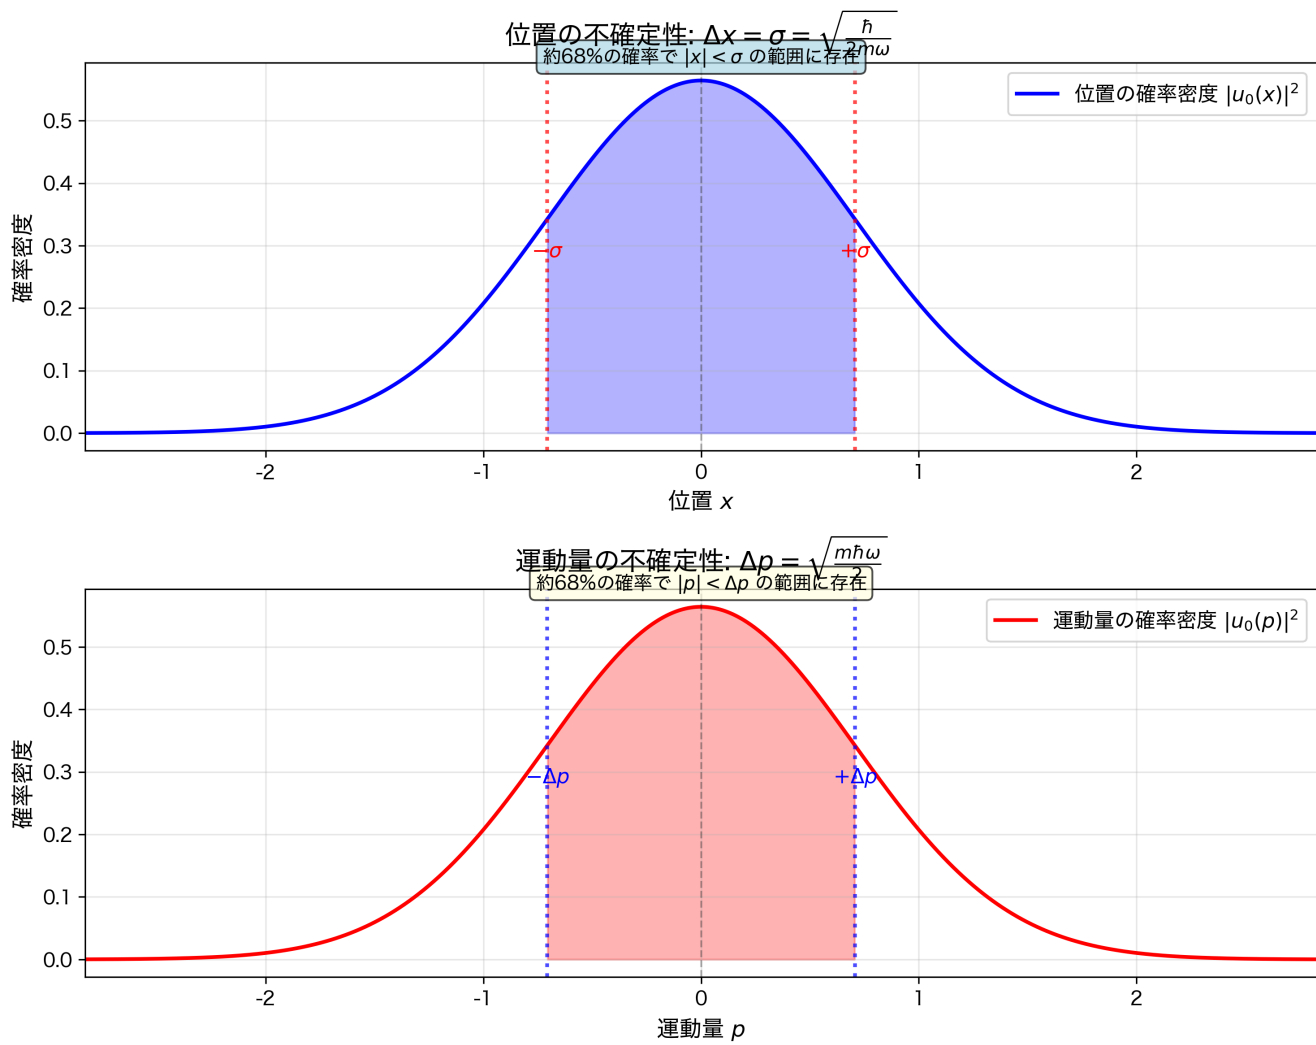 位置の不確定性: Δx = σ = √(ħ/2mω)
約68%の確率で |x| < σ の範囲に存在
位置の確率密度 |u₀(x)|²
0.5
0.4
0.3
0.2
0.1
0.0
確率密度
−σ
+σ
-2
-1
0
1
2
位置 x
運動量の不確定性: Δp = √(mħω/2)
約68%の確率で |p| < Δp の範囲に存在
運動量の確率密度 |u₀(p)|²
0.5
0.4
0.3
0.2
0.1
0.0
確率密度
−Δp
+Δp
-2
-1
0
1
2
運動量 p